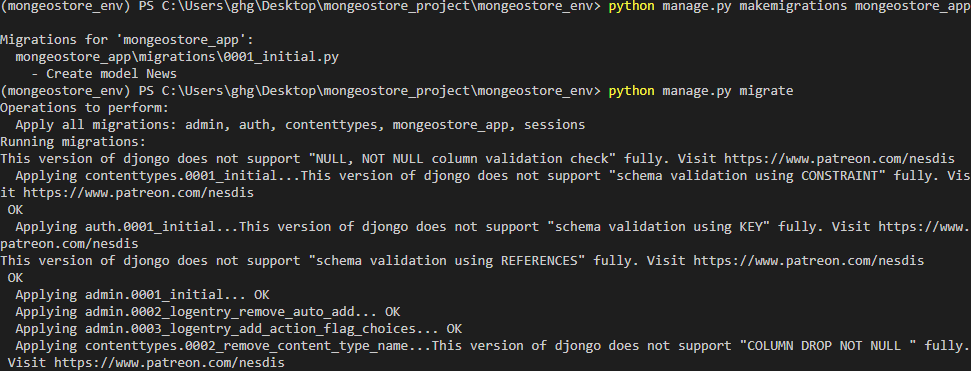 (mongeostore_env) PS C:\Users\ghg\Desktop\mongeostore_project\mongeostore_env> python manage.py makemigrations mongeostore_app
Migrations for 'mongeostore_app':
  mongeostore_app\migrations\0001_initial.py
    - Create model News
(mongeostore_env) PS C:\Users\ghg\Desktop\mongeostore_project\mongeostore_env> python manage.py migrate
Operations to perform:
  Apply all migrations: admin, auth, contenttypes, mongeostore_app, sessions
Running migrations:
This version of djongo does not support "NULL, NOT NULL column validation check" fully. Visit https://www.patreon.com/nesdis
  Applying contenttypes.0001_initial...This version of djongo does not support "schema validation using CONSTRAINT" fully. Vis
it https://www.patreon.com/nesdis
 OK
  Applying auth.0001_initial...This version of djongo does not support "schema validation using KEY" fully. Visit https://www.
patreon.com/nesdis
This version of djongo does not support "schema validation using REFERENCES" fully. Visit https://www.patreon.com/nesdis
 OK
  Applying admin.0001_initial... OK
  Applying admin.0002_logentry_remove_auto_add... OK
  Applying admin.0003_logentry_add_action_flag_choices... OK
  Applying contenttypes.0002_remove_content_type_name...This version of djongo does not support "COLUMN DROP NOT NULL " fully.
 Visit https://www.patreon.com/nesdis